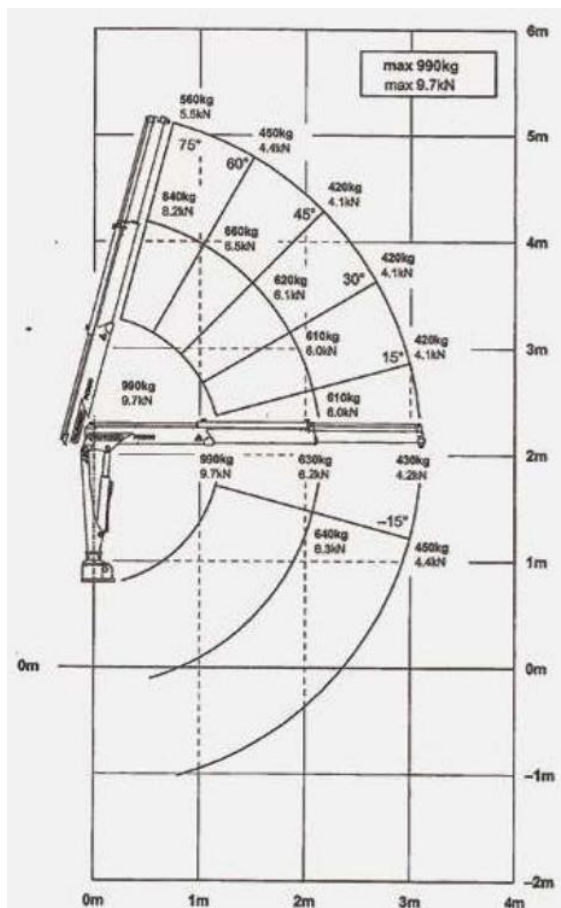 6m
max 990kg
max 9.7kN
560kg
5.5kN
5m
75°
450kg
4.4kN
60°
640kg
8.2kN
420kg
4.1kN
45°
660kg
6.5kN
4m
420kg
4.1kN
30°
620kg
6.1kN
610kg
6.0kN
420kg
4.1kN
15°
3m
990kg
9.7kN
610kg
6.0kN
990kg
9.7kN
630kg
6.2kN
430kg
4.2kN
2m
-15°
640kg
6.3kN
450kg
4.4kN
1m
0m
0m
-1m
-2m
0m
1m
2m
3m
4m